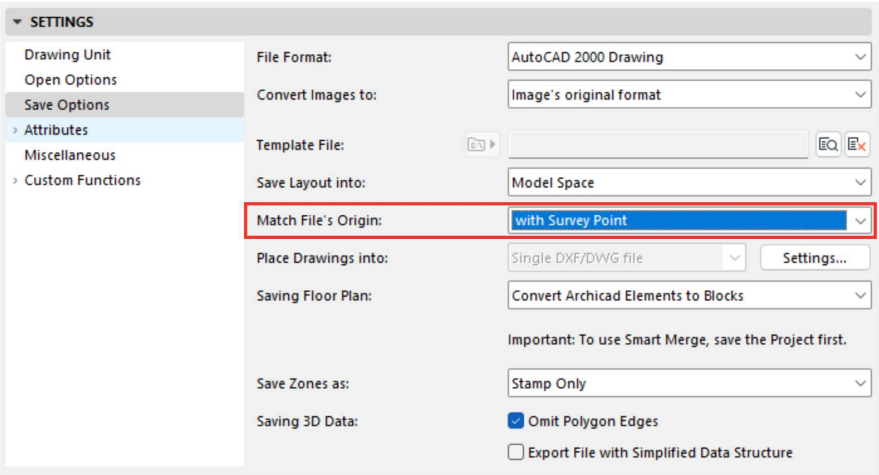 SETTINGS
Drawing Unit
Open Options
Save Options
Attributes
Miscellaneous
Custom Functions
File Format: AutoCAD 2000 Drawing
Convert Images to: Image's original format
Template File:
Save Layout into: Model Space
Match File's Origin: with Survey Point
Place Drawings into: Single DXF/DWG file Settings...
Saving Floor Plan: Convert Archicad Elements to Blocks
Important: To use Smart Merge, save the Project first.
Save Zones as: Stamp Only
Saving 3D Data: Omit Polygon Edges
Export File with Simplified Data Structure